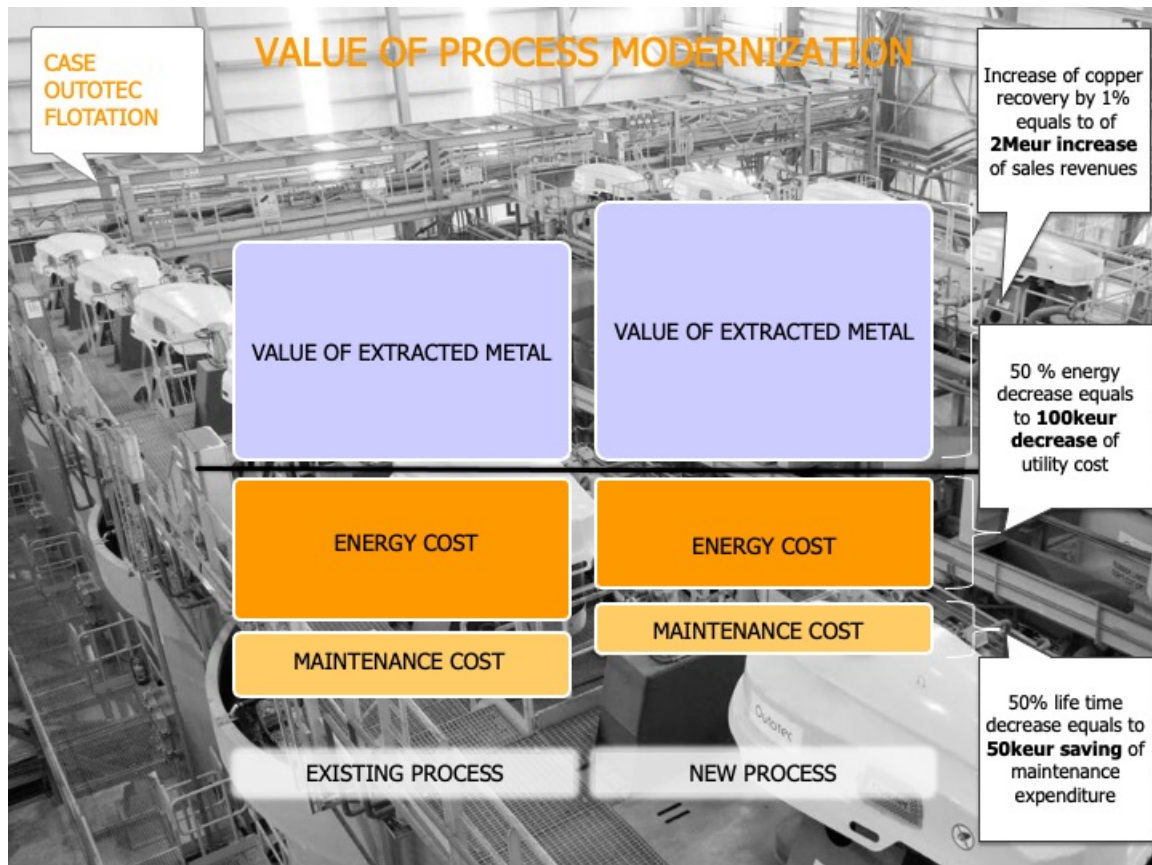 VALUE OF PROCESS MODERNIZATION
CASE
OUTOTEC
FLOTATION
Increase of copper
recovery by 1%
equals to of
2Meur increase
of sales revenues
VALUE OF EXTRACTED METAL
VALUE OF EXTRACTED METAL
50 % energy
decrease equals
to 100keur
decrease of
utility cost
ENERGY COST
ENERGY COST
MAINTENANCE COST
MAINTENANCE COST
50% life time
decrease equals to
50keur saving of
maintenance
expenditure
Outotec
EXISTING PROCESS
NEW PROCESS